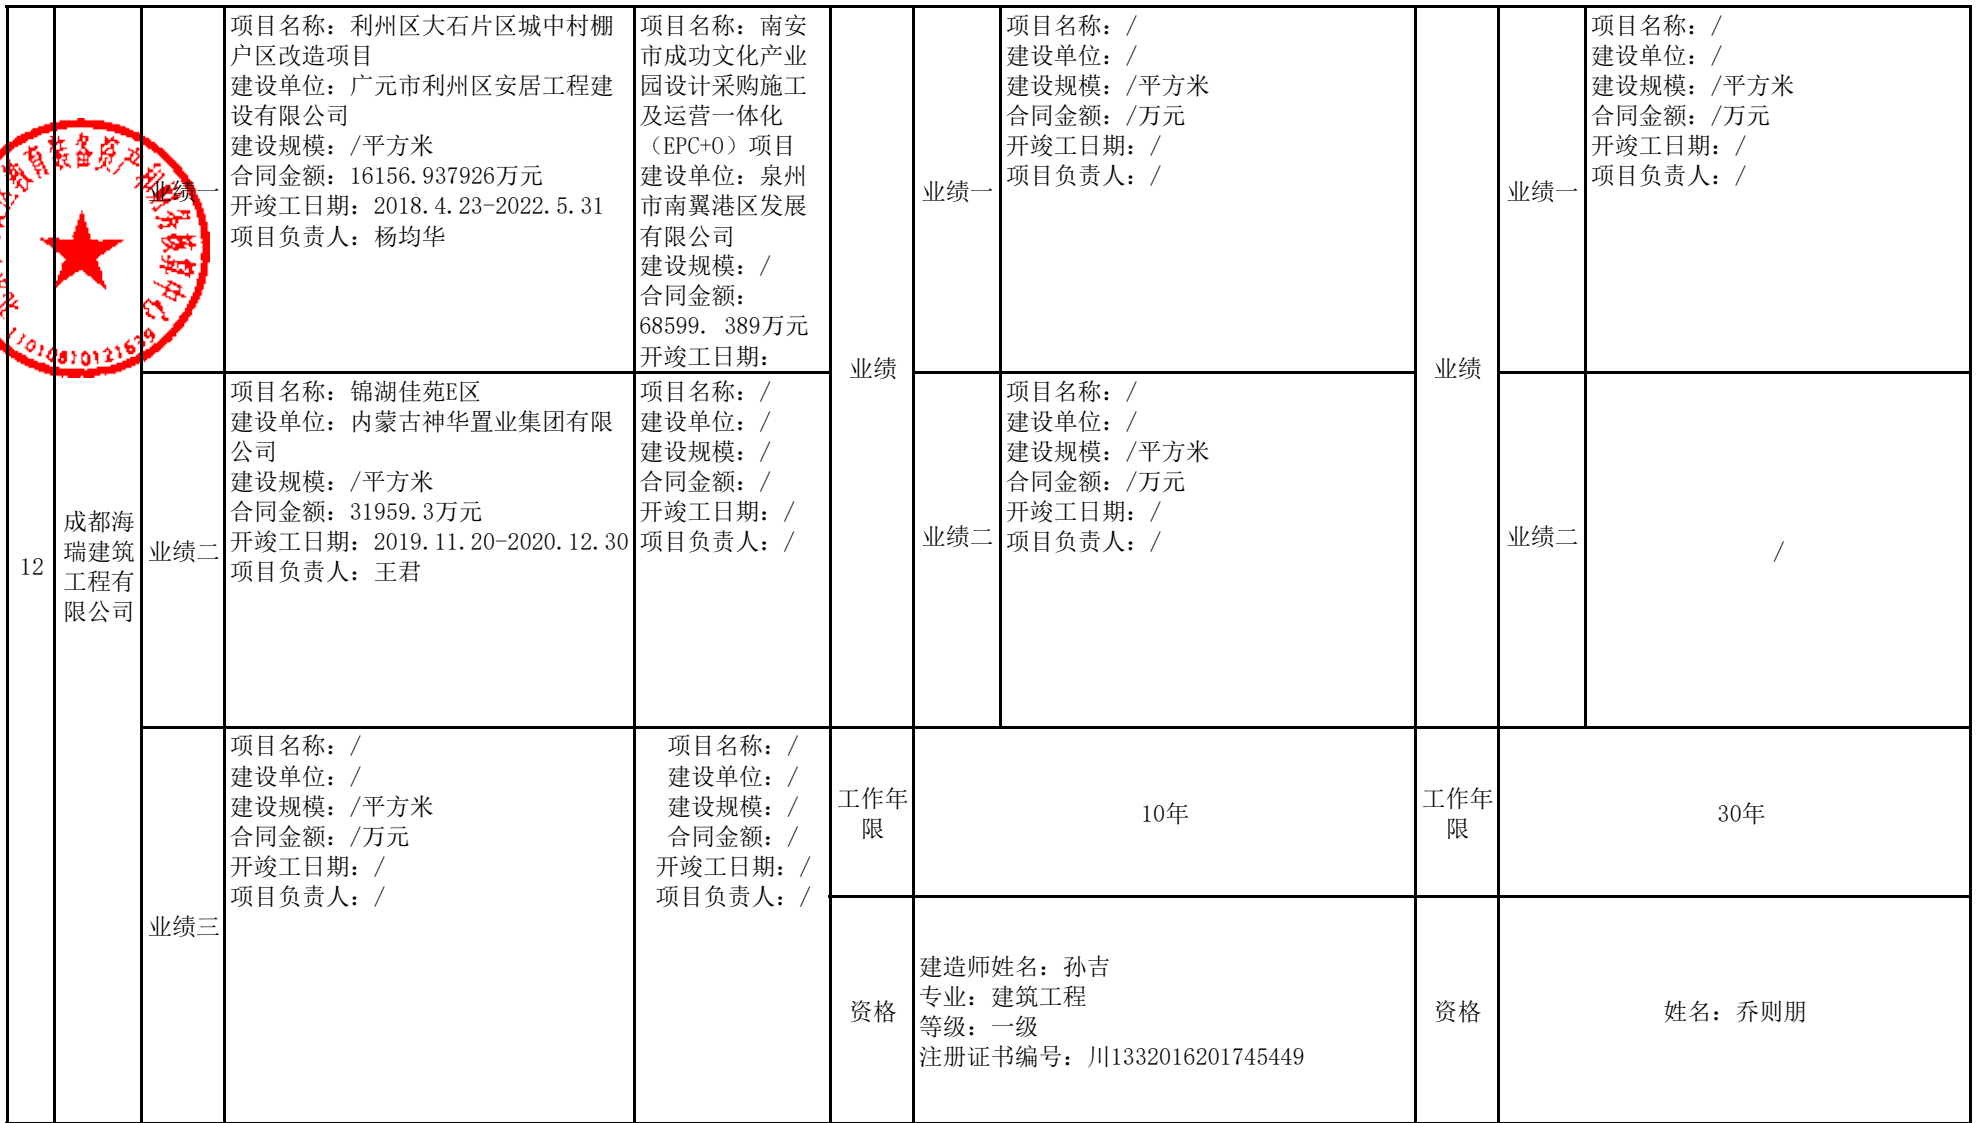 12
成都海
瑞建筑
工程有
限公司
业绩一
项目名称：利州区大石片区城中村棚
户区改造项目
建设单位：广元市利州区安居工程建
设有限公司
建设规模：/平方米
合同金额：16156.937926万元
开竣工日期：2018.4.23-2022.5.31
项目负责人：杨均华
项目名称：南安
市成功文化产业
园设计采购施工
及运营一体化
（EPC+O）项目
建设单位：泉州
市南翼港区发展
有限公司
建设规模：/
合同金额：
68599. 389万元
开竣工日期：
业绩
业绩一
项目名称：/
建设单位：/
建设规模：/平方米
合同金额：/万元
开竣工日期：/
项目负责人：/
业绩
业绩一
项目名称：/
建设单位：/
建设规模：/平方米
合同金额：/万元
开竣工日期：/
项目负责人：/
业绩二
项目名称：锦湖佳苑E区
建设单位：内蒙古神华置业集团有限
公司
建设规模：/平方米
合同金额：31959.3万元
开竣工日期：2019.11.20-2020.12.30
项目负责人：王君
项目名称：/
建设单位：/
建设规模：/
合同金额：/
开竣工日期：/
项目负责人：/
业绩二
项目名称：/
建设单位：/
建设规模：/平方米
合同金额：/万元
开竣工日期：/
项目负责人：/
业绩二
/
业绩三
项目名称：/
建设单位：/
建设规模：/平方米
合同金额：/万元
开竣工日期：/
项目负责人：/
项目名称：/
建设单位：/
建设规模：/
合同金额：/
开竣工日期：/
项目负责人：/
工作年
限
10年
工作年
限
30年
资格
建造师姓名：孙吉
专业：建筑工程
等级：一级
注册证书编号：川1332016201745449
资格
姓名：乔则朋
教育装备资产和财务核算中心